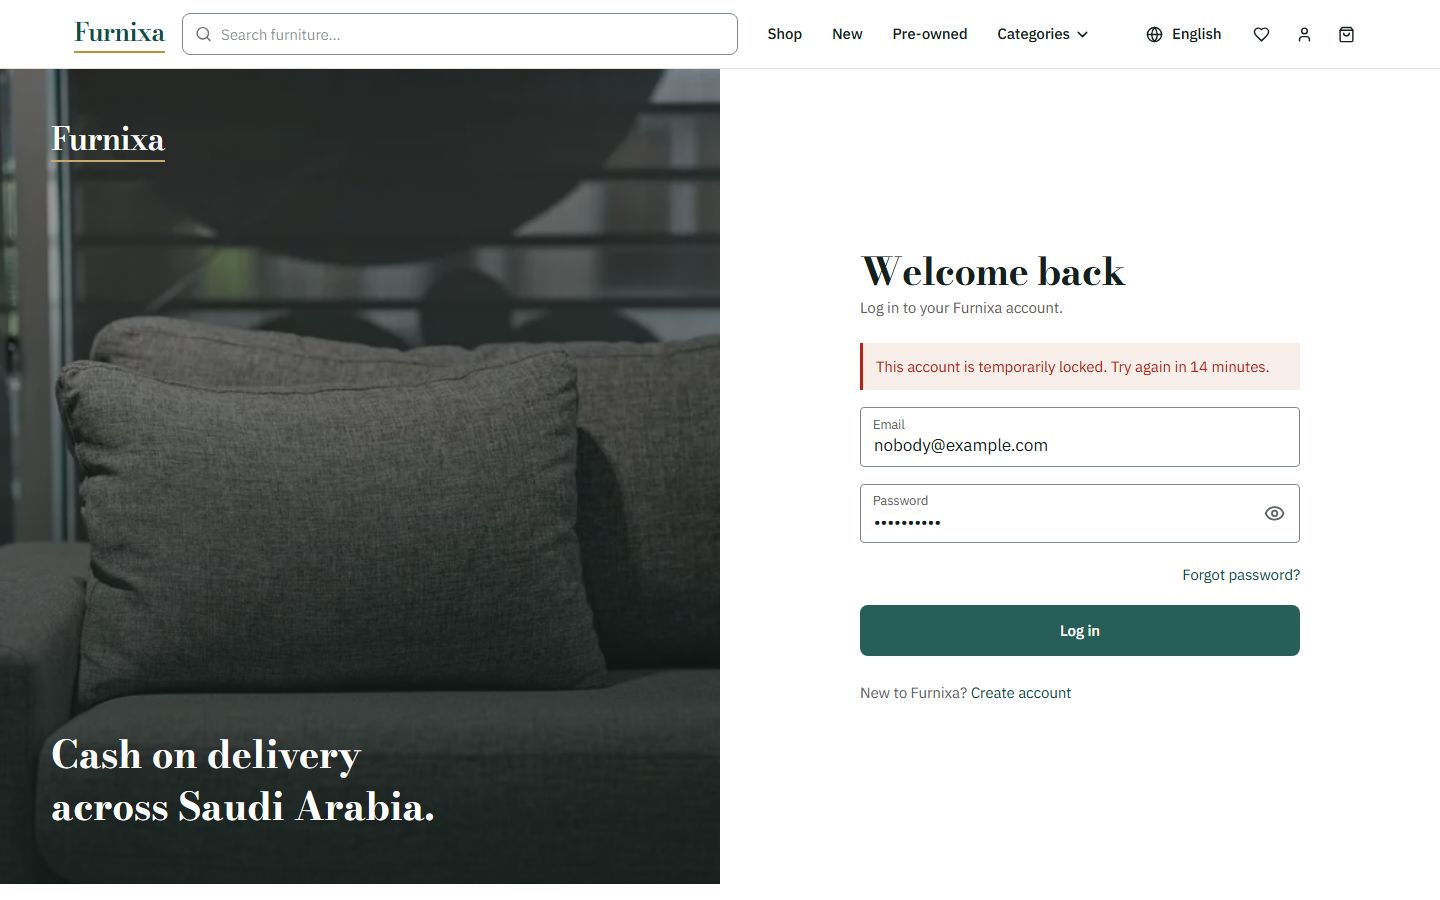 Furnixa
Search furniture...
Shop
New
Pre-owned
Categories
English
Furnixa
Cash on delivery
across Saudi Arabia.
Welcome back
Log in to your Furnixa account.
This account is temporarily locked. Try again in 14 minutes.
Email
nobody@example.com
Password
••••••••••
Forgot password?
Log in
New to Furnixa? Create account